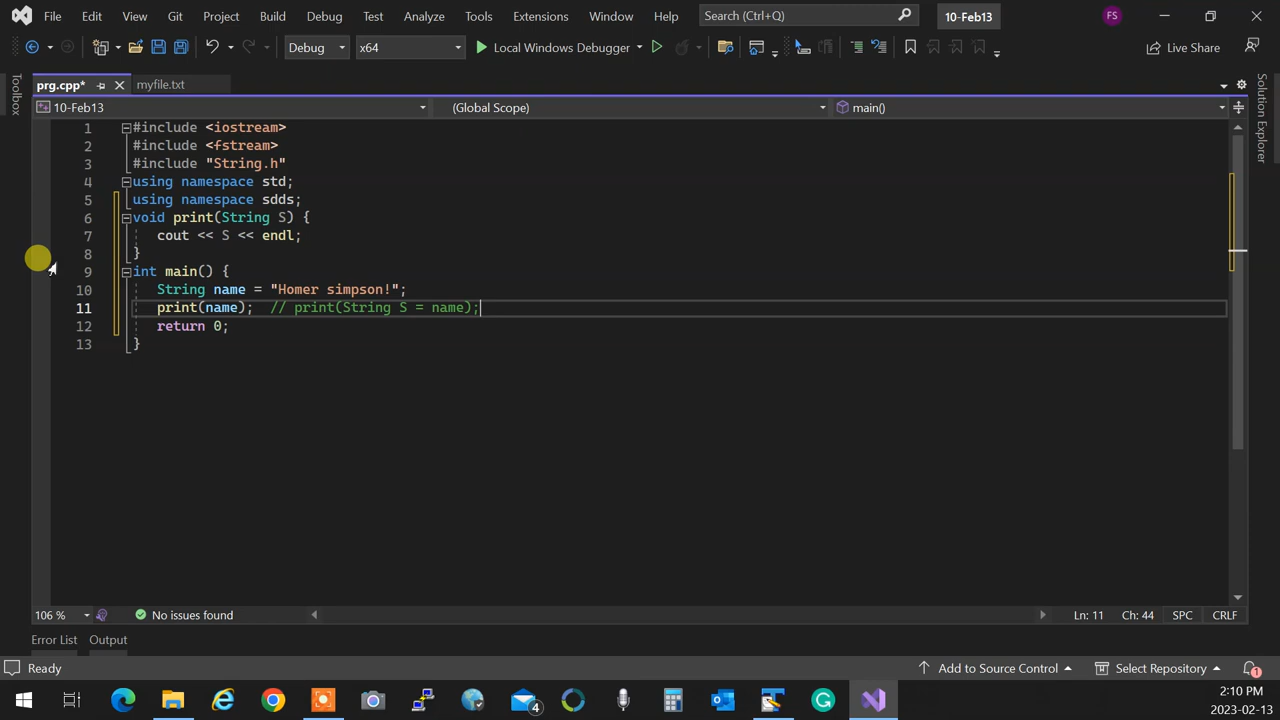 File Edit View Git Project Build Debug Test Analyze Tools Extensions Window Help Search (Ctrl+Q) 10-Feb13 FS
Debug x64 Local Windows Debugger Live Share
prg.cpp* myfile.txt
10-Feb13 (Global Scope) main()
Toolbox
Solution Explorer
1 #include <iostream>
2 #include <fstream>
3 #include "String.h"
4 using namespace std;
5 using namespace sdds;
6 void print(String S) {
7 cout << S << endl;
8 }
9 int main() {
10 String name = "Homer simpson!";
11 print(name); // print(String S = name);
12 return 0;
13 }
106 % No issues found Ln: 11 Ch: 44 SPC CRLF
Error List Output
Ready Add to Source Control Select Repository 1
4
2:10 PM
2023-02-13